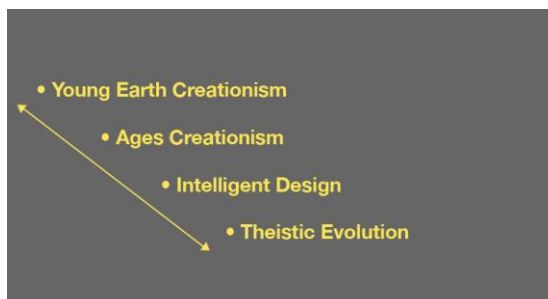 • Young Earth Creationism
• Ages Creationism
• Intelligent Design
• Theistic Evolution